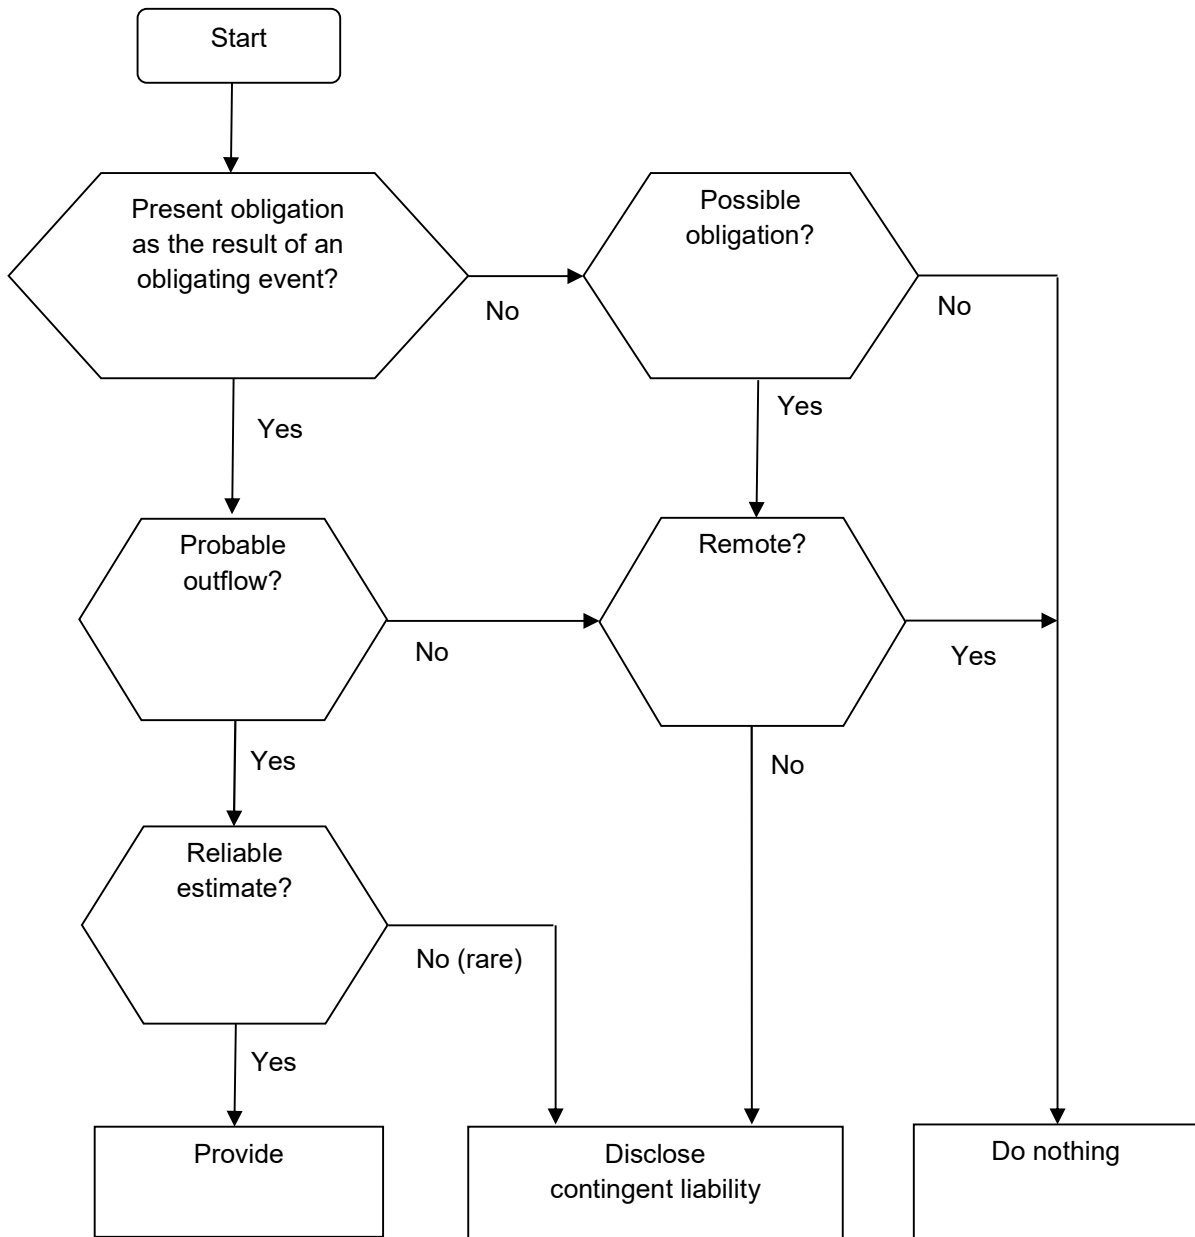 Start
Present obligation
as the result of an
obligating event?
Possible
obligation?
No
No
Yes
Yes
Probable
outflow?
Remote?
No
Yes
Yes
No
Reliable
estimate?
No (rare)
Yes
Provide
Disclose
contingent liability
Do nothing